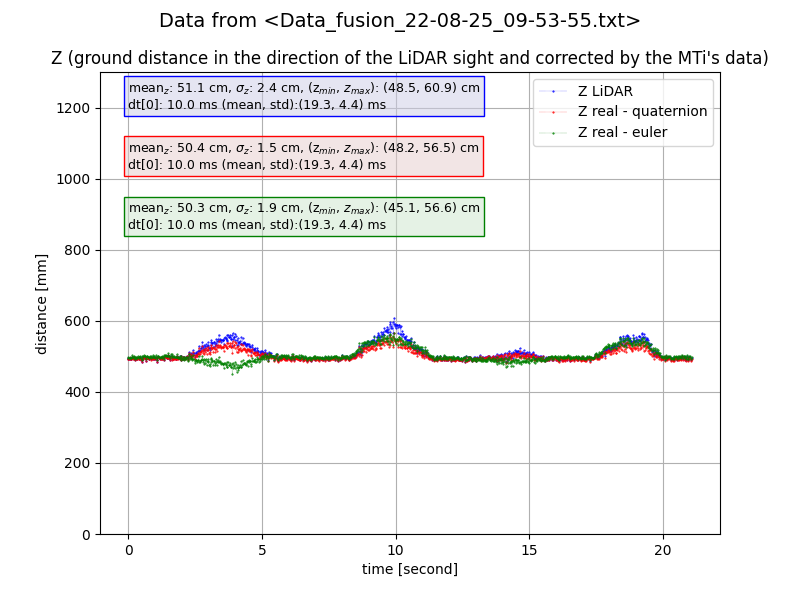 Data from <Data_fusion_22-08-25_09-53-55.txt>
Z (ground distance in the direction of the LiDAR sight and corrected by the MTi's data)
mean_z: 51.1 cm, σ_z: 2.4 cm, (z_min, z_max): (48.5, 60.9) cm
dt[0]: 10.0 ms (mean, std):(19.3, 4.4) ms
mean_z: 50.4 cm, σ_z: 1.5 cm, (z_min, z_max): (48.2, 56.5) cm
dt[0]: 10.0 ms (mean, std):(19.3, 4.4) ms
mean_z: 50.3 cm, σ_z: 1.9 cm, (z_min, z_max): (45.1, 56.6) cm
dt[0]: 10.0 ms (mean, std):(19.3, 4.4) ms
Z LiDAR
Z real - quaternion
Z real - euler
distance [mm]
1200
1000
800
600
400
200
0
0 5 10 15 20
time [second]